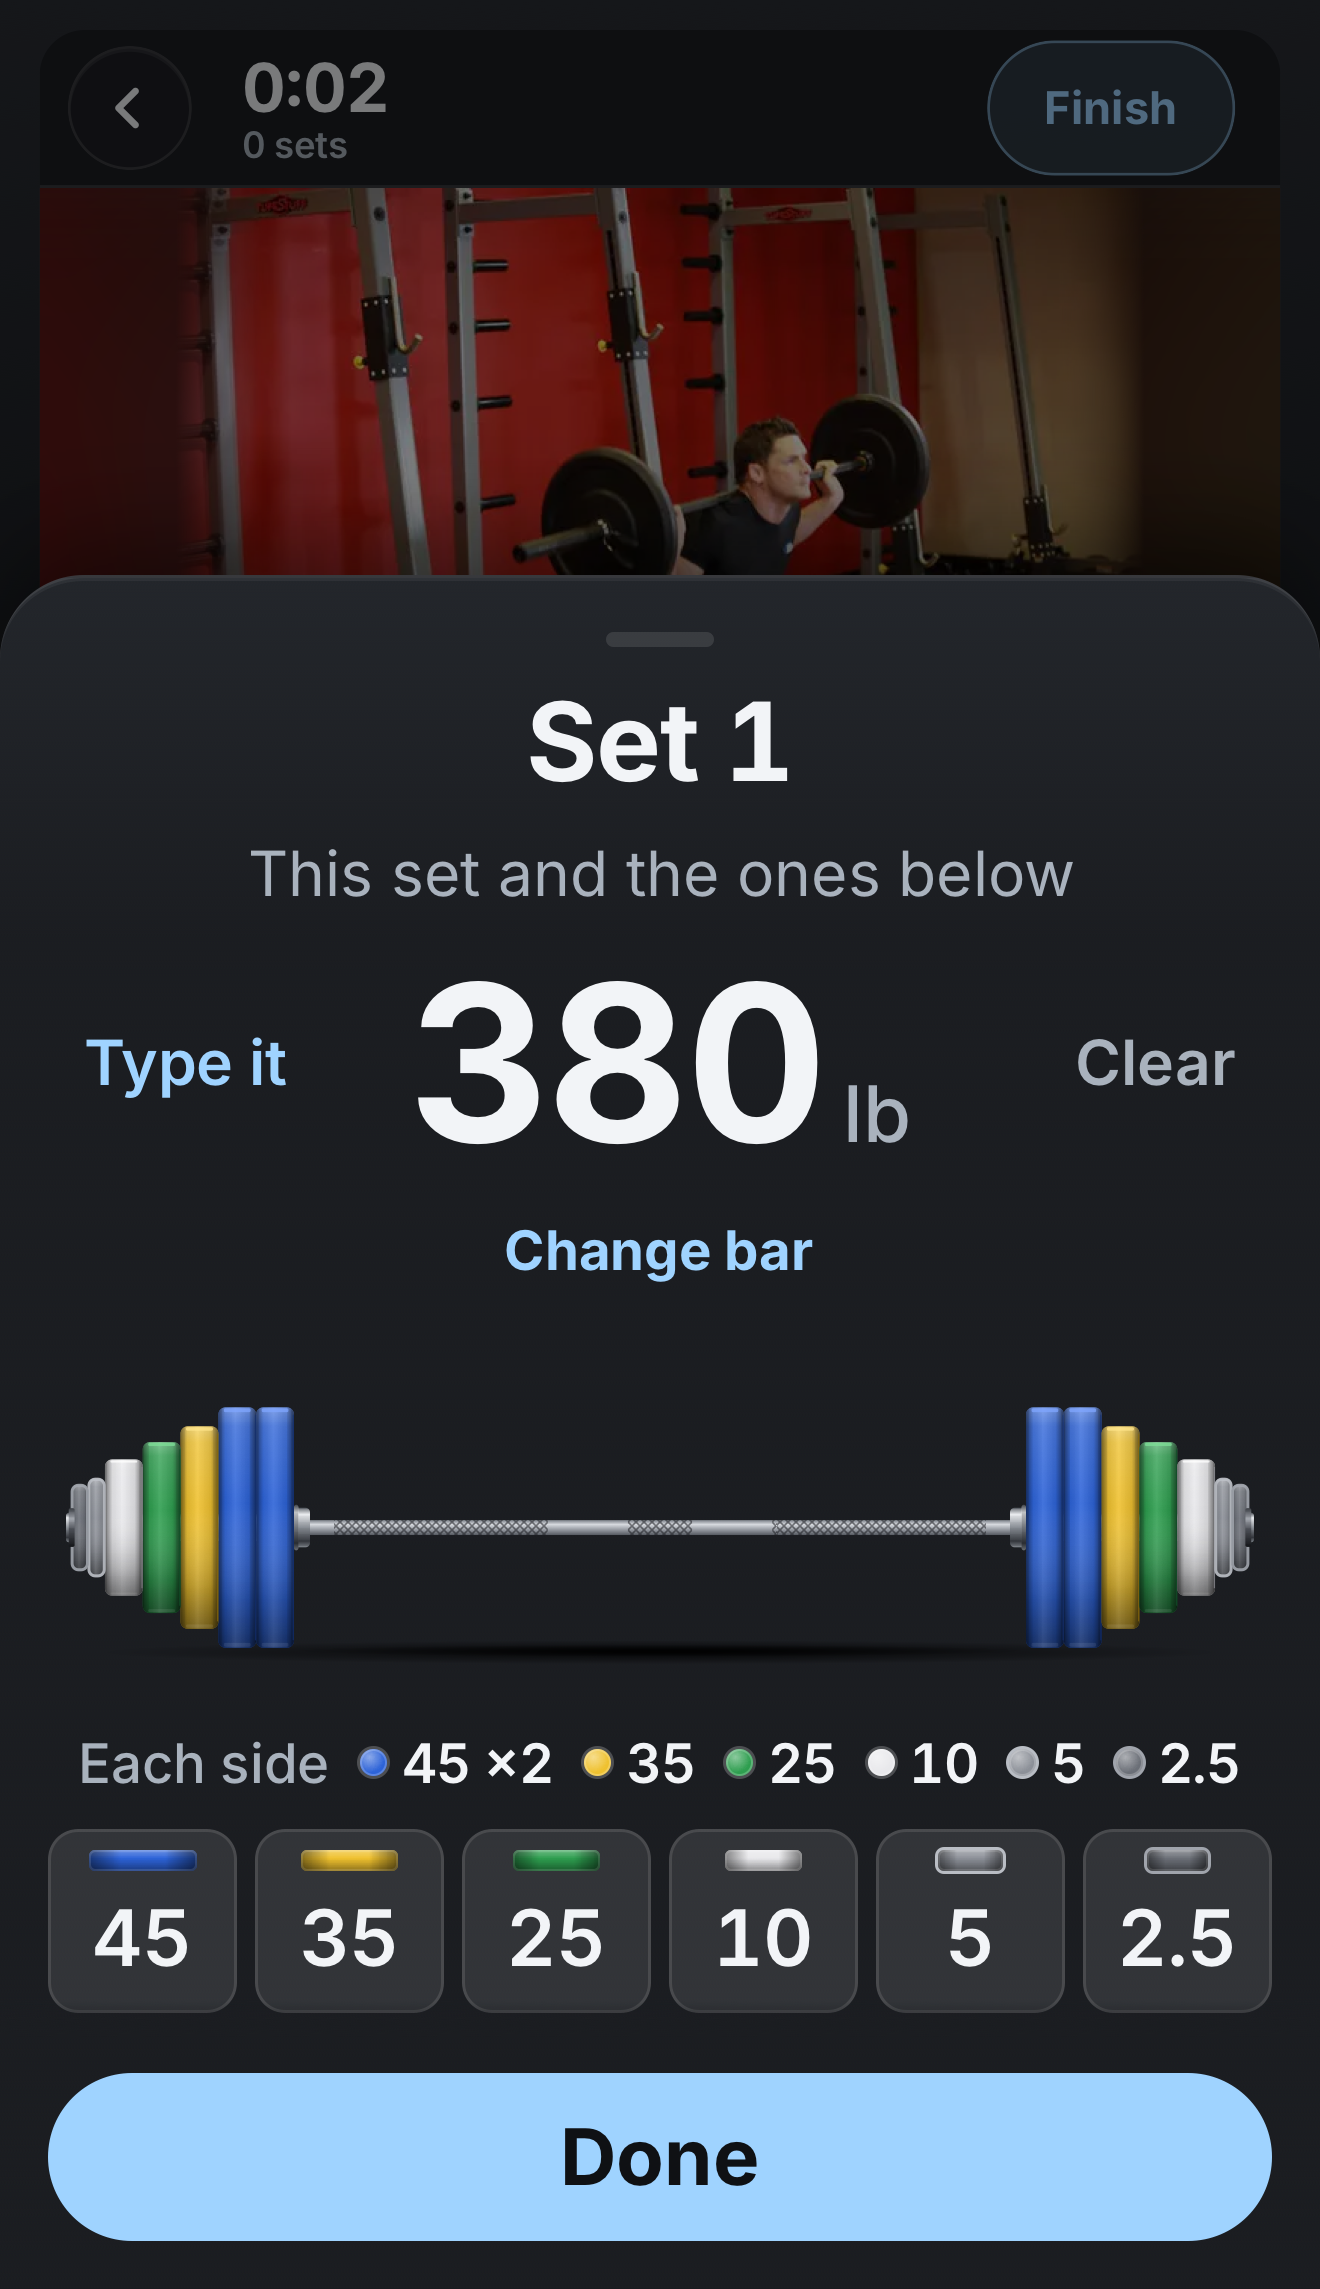 0:02
0 sets
Finish
Set 1
This set and the ones below
Type it
380 lb
Clear
Change bar
Each side 45 ×2 35 25 10 5 2.5
45 35 25 10 5 2.5
Done